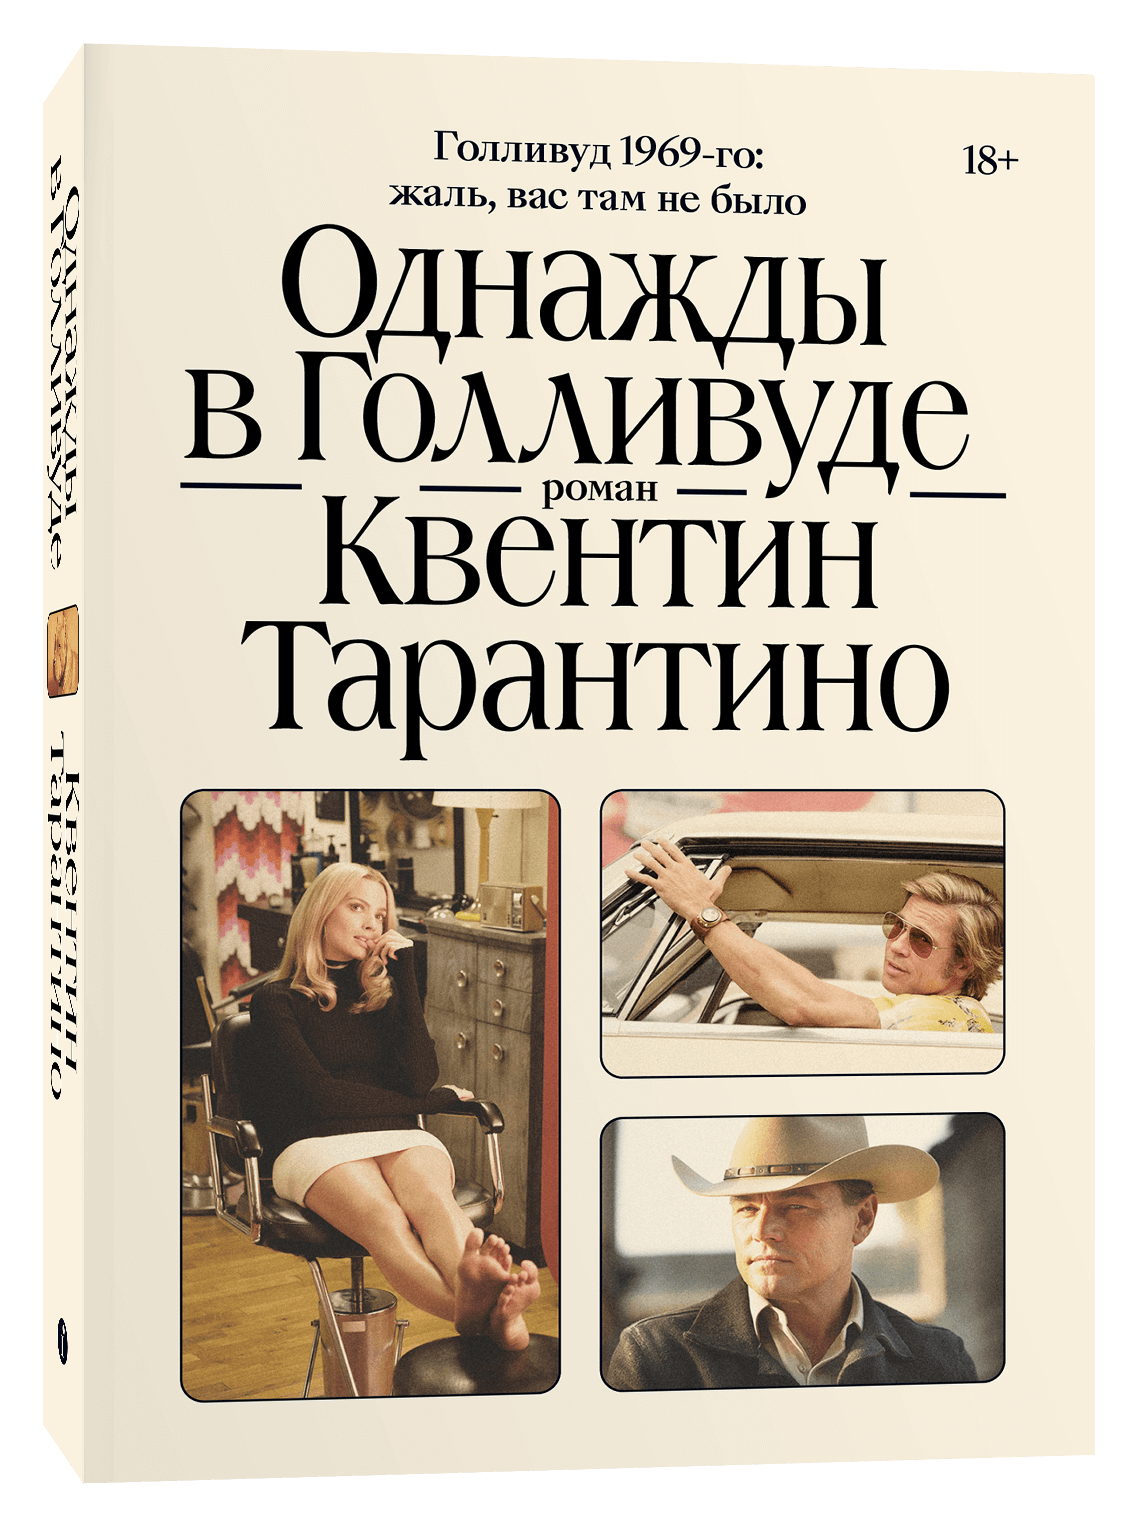 Голливуд 1969-го:
жаль, вас там не было
18+
Однажды
в Голливуде
роман
Квентин
Тарантино
Однажды
в Голливуде
Квентин
Тарантино